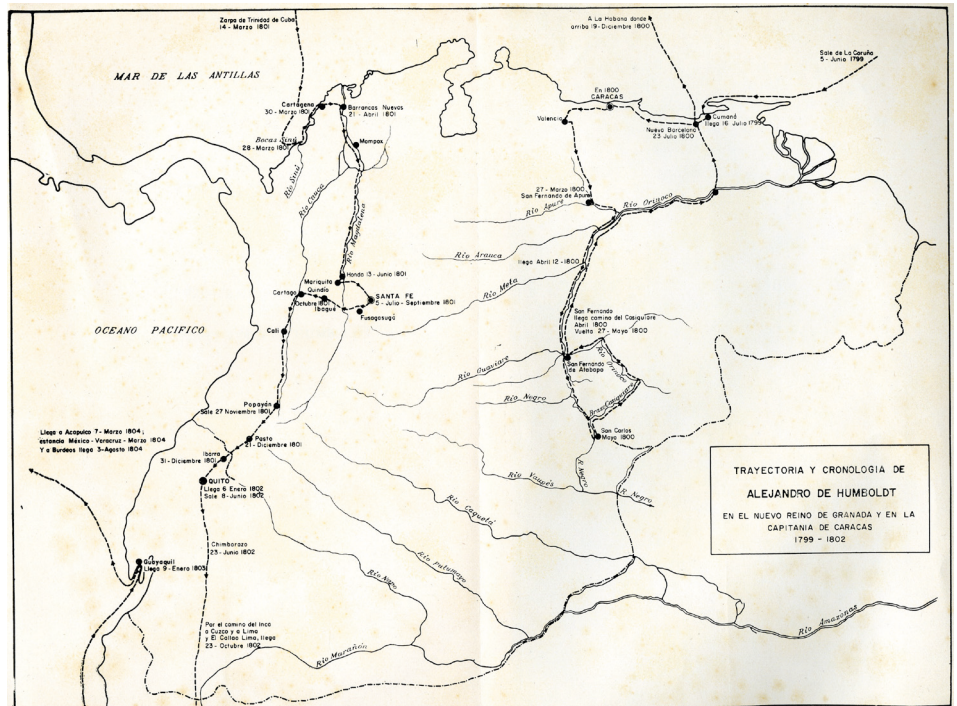 Zarpa de Trinidad de Cuba
14 - Marzo 1801
A La Habana donde
arriba 19 - Diciembre 1800
Sale de La Coruña
5 - Junio 1799
MAR DE LAS ANTILLAS
Cartagena
30 - Marzo 1801
Barrancas Nuevas
21 - Abril 1801
Bocas Sinú
28 - Marzo 1801
Mompox
En 1800
CARACAS
Valencia
Cumaná
llega 16 Julio 1799
Nueva Barcelona
23 Julio 1800
Río Sinú
Río Cauca
Río Magdalena
27 - Marzo 1800
San Fernando de Apure
Río Apure
Río Orinoco
Río Arauca
llega Abril 12 - 1800
Río Meta
Honda 13 - Junio 1801
Mariquita
Cartago
Quindío
Octubre 1801
Ibagué
SANTA FE
5 - Julio - Septiembre 1801
Fusagasugá
OCEANO PACIFICO
Cali
San Fernando
llega camino del Casiquiare
Abril 1800
Vuelta 27 - Mayo 1800
San Fernando
de Atabapo
Río Guaviare
Río Orinoco
Río Negro
Brazo Casiquiare
San Carlos
Mayo 1800
R. Negro
Popayán
Sale 27 Noviembre 1801
Pasto
21 - Diciembre 1801
Ibarra
31 - Diciembre 1801
Llega a Acapulco 7 - Marzo 1804;
estancia México - Veracruz - Marzo 1804
Y a Burdeos llega 3 - Agosto 1804
QUITO
Llega 6 Enero 1802
Sale 8 - Junio 1802
Río Vaupés
R. Negro
Río Caquetá
Chimborazo
23 - Junio 1802
Guayaquil
Llega 9 - Enero 1803
Río Putumayo
Río Napo
Por el camino del Inca
a Cuzco y a Lima
y El Callao Lima, llega
23 - Octubre 1802
Río Marañón
Río Amazonas
TRAYECTORIA Y CRONOLOGIA DE
ALEJANDRO DE HUMBOLDT
EN EL NUEVO REINO DE GRANADA Y EN LA
CAPITANIA DE CARACAS
1799 - 1802